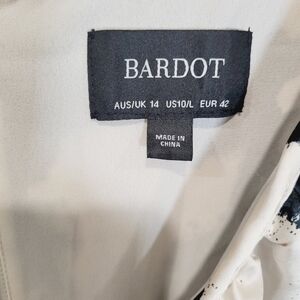 BARDOT
AUS/UK 14 US10/L EUR 42
MADE IN
CHINA